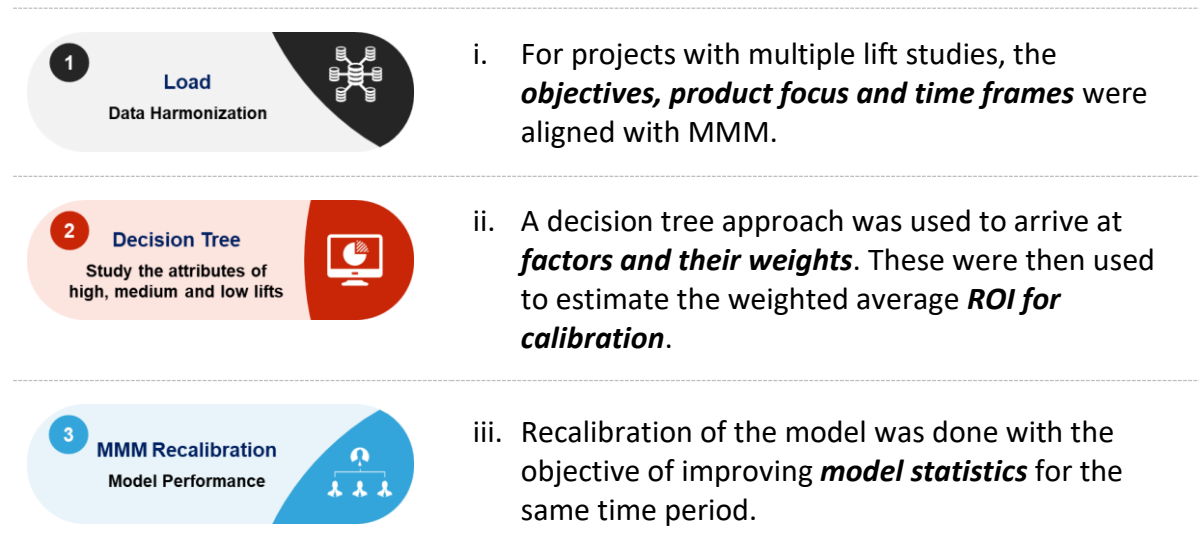 1
Load
Data Harmonization
i. For projects with multiple lift studies, the
objectives, product focus and time frames were
aligned with MMM.
2
Decision Tree
Study the attributes of
high, medium and low lifts
ii. A decision tree approach was used to arrive at
factors and their weights. These were then used
to estimate the weighted average ROI for
calibration.
3
MMM Recalibration
Model Performance
iii. Recalibration of the model was done with the
objective of improving model statistics for the
same time period.